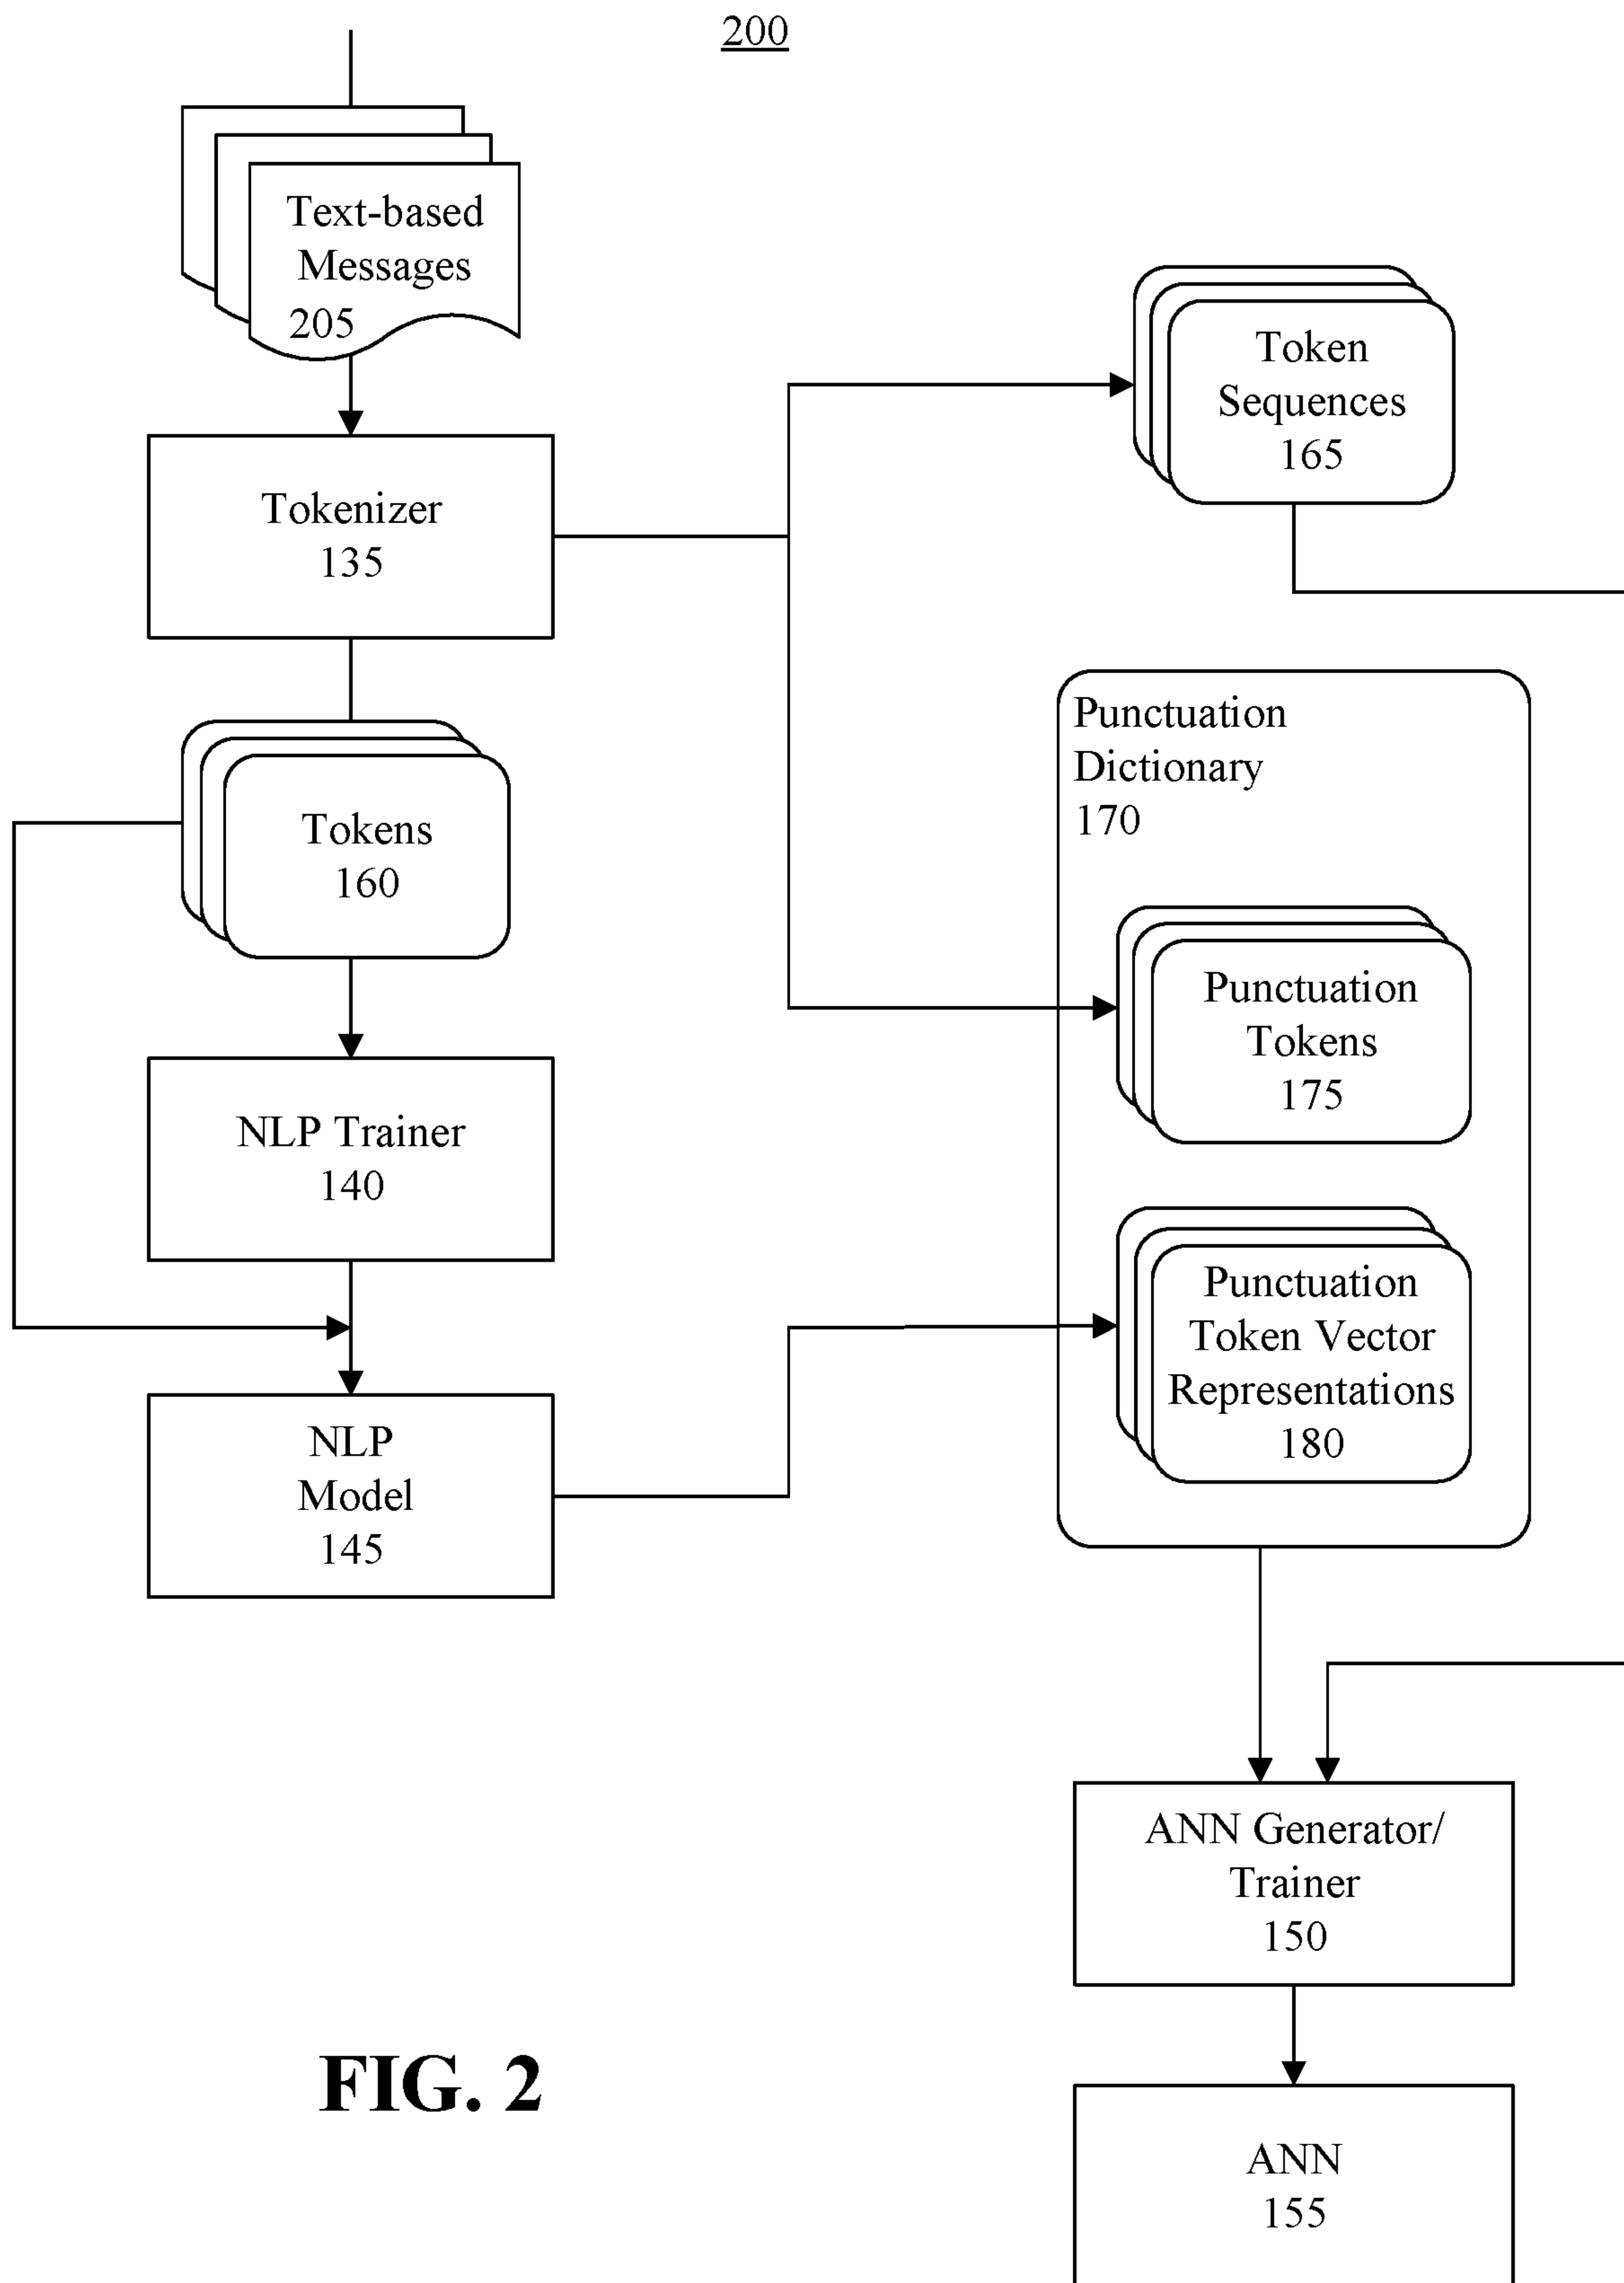 200
Text-based
Messages
205
Tokenizer
135
Tokens
160
NLP Trainer
140
NLP
Model
145
Token
Sequences
165
Punctuation
Dictionary
170
Punctuation
Tokens
175
Punctuation
Token Vector
Representations
180
ANN Generator/
Trainer
150
ANN
155
FIG. 2